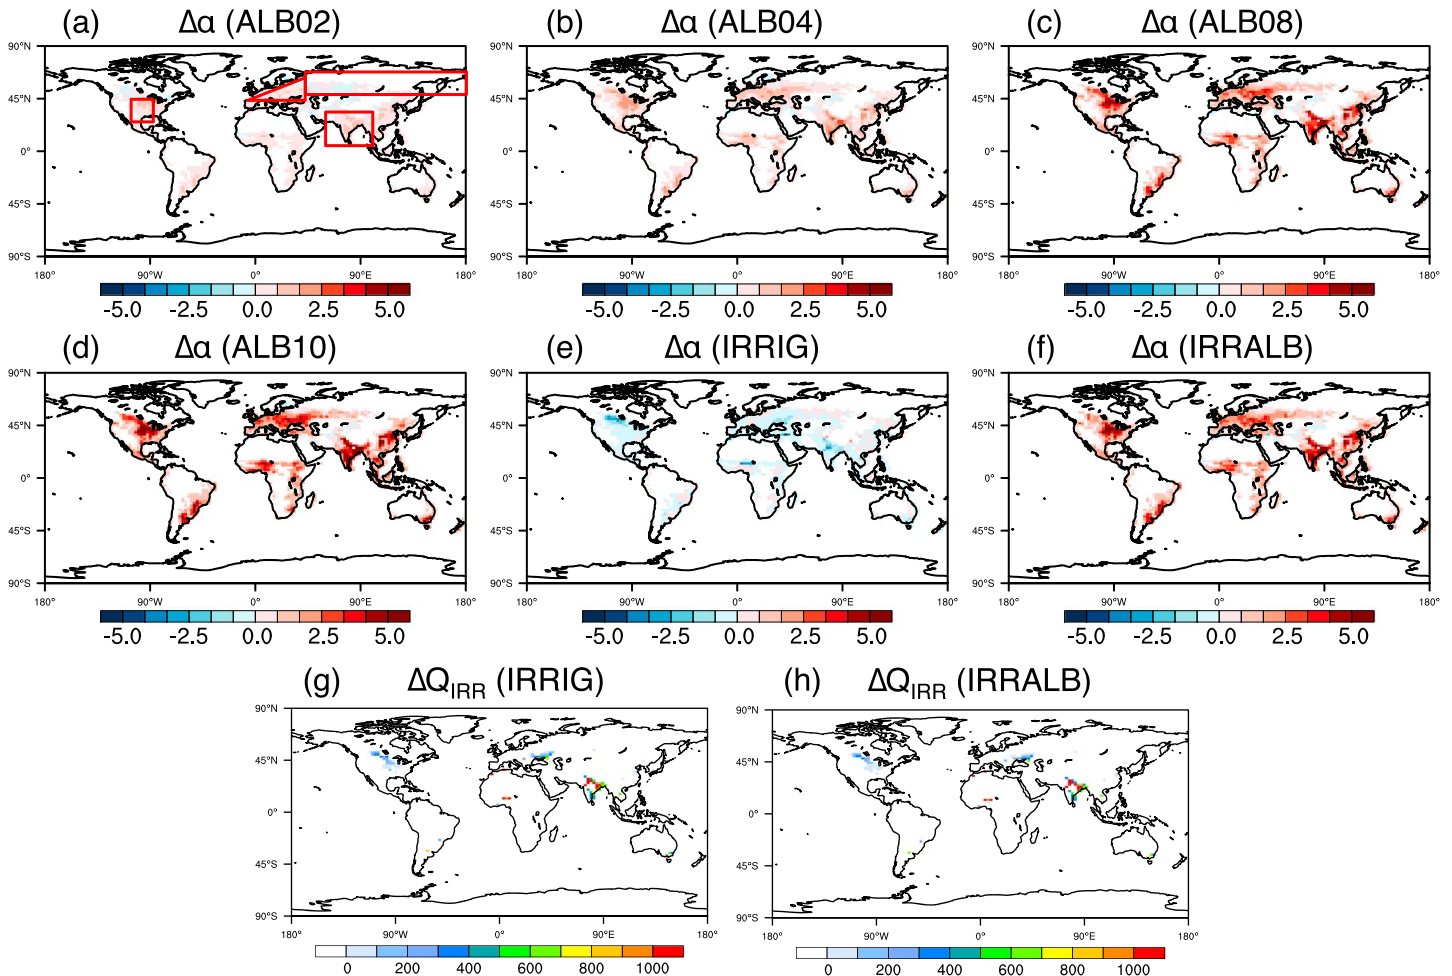 (a) Δα (ALB02)
(b) Δα (ALB04)
(c) Δα (ALB08)
90°N 90°N 90°N
45°N 45°N 45°N
0° 0° 0°
45°S 45°S 45°S
90°S 90°S 90°S
180° 90°W 0° 90°E 180° 180° 90°W 0° 90°E 180° 180° 90°W 0° 90°E 180°
-5.0 -2.5 0.0 2.5 5.0 -5.0 -2.5 0.0 2.5 5.0 -5.0 -2.5 0.0 2.5 5.0
(d) Δα (ALB10)
(e) Δα (IRRIG)
(f) Δα (IRRALB)
90°N 90°N 90°N
45°N 45°N 45°N
0° 0° 0°
45°S 45°S 45°S
90°S 90°S 90°S
180° 90°W 0° 90°E 180° 180° 90°W 0° 90°E 180° 180° 90°W 0° 90°E 180°
-5.0 -2.5 0.0 2.5 5.0 -5.0 -2.5 0.0 2.5 5.0 -5.0 -2.5 0.0 2.5 5.0
(g) ΔQIRR (IRRIG)
(h) ΔQIRR (IRRALB)
90°N 90°N
45°N 45°N
0° 0°
45°S 45°S
90°S 90°S
180° 90°W 0° 90°E 180° 180° 90°W 0° 90°E 180°
0 200 400 600 800 1000 0 200 400 600 800 1000